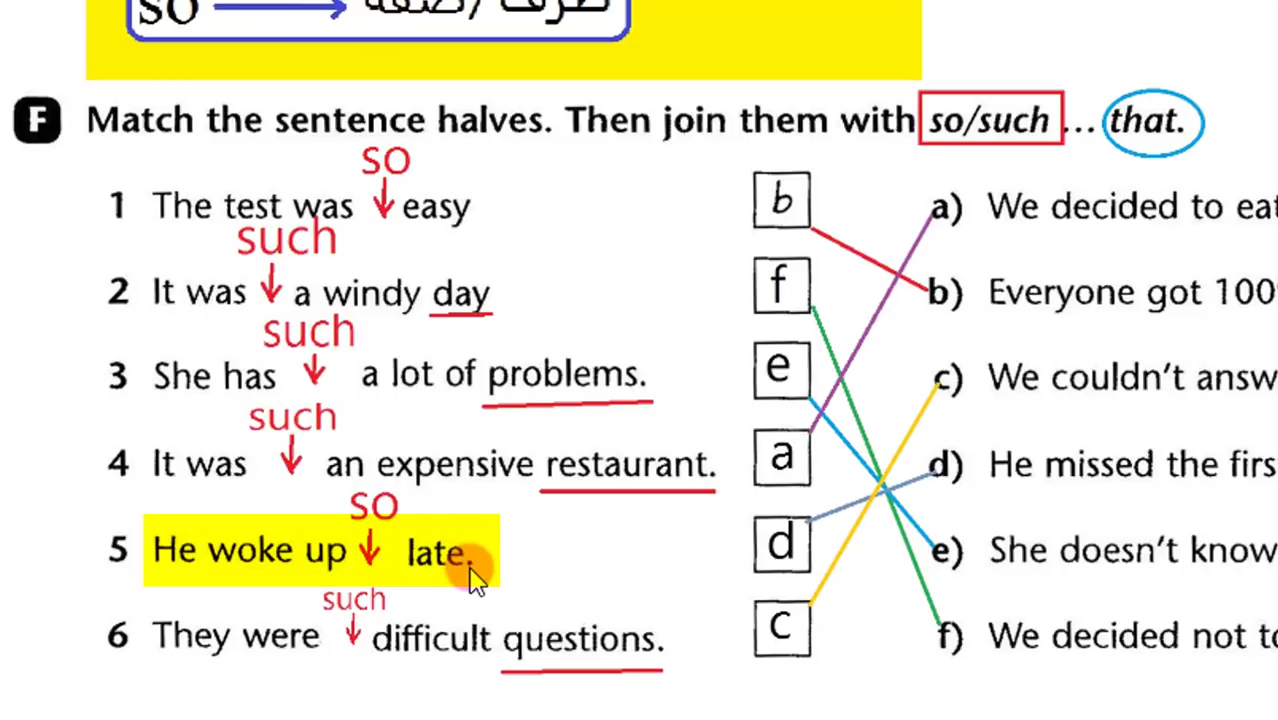 so → صفة / ظرف
F Match the sentence halves. Then join them with so/such … that.
so
1 The test was easy
b
a) We decided to eat
such
2 It was a windy day
f
b) Everyone got 100%
such
3 She has a lot of problems.
e
c) We couldn't answ
such
4 It was an expensive restaurant.
a
d) He missed the firs
so
5 He woke up late.
d
e) She doesn't know
such
6 They were difficult questions.
c
f) We decided not to